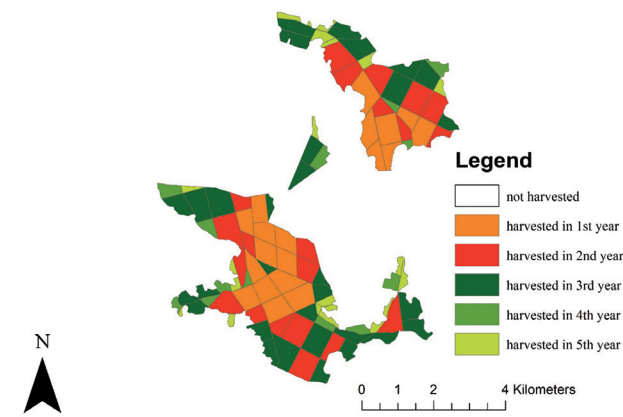 Legend
not harvested
harvested in 1st year
harvested in 2nd year
harvested in 3rd year
harvested in 4th year
harvested in 5th year
N
0 1 2 4 Kilometers